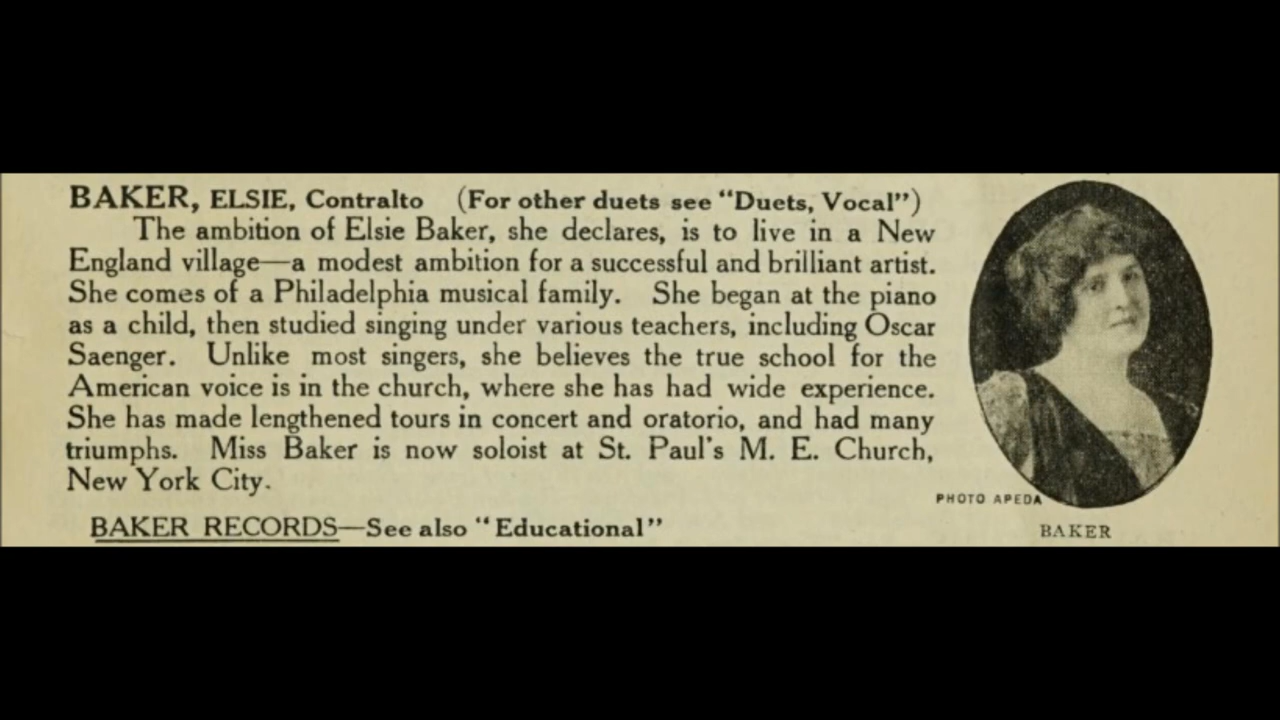 BAKER, ELSIE, Contralto (For other duets see "Duets, Vocal")
The ambition of Elsie Baker, she declares, is to live in a New
England village—a modest ambition for a successful and brilliant artist.
She comes of a Philadelphia musical family. She began at the piano
as a child, then studied singing under various teachers, including Oscar
Saenger. Unlike most singers, she believes the true school for the
American voice is in the church, where she has had wide experience.
She has made lengthened tours in concert and oratorio, and had many
triumphs. Miss Baker is now soloist at St. Paul's M. E. Church,
New York City.
PHOTO APEDA
BAKER
BAKER RECORDS—See also "Educational"